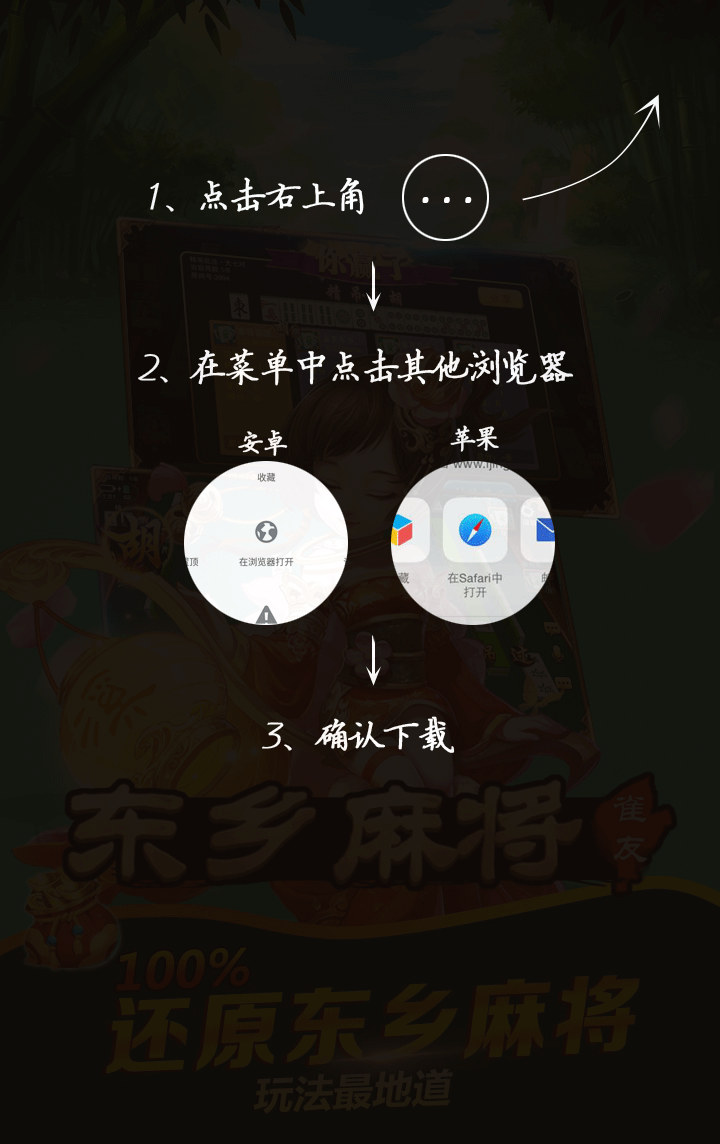 1、点击右上角
2、在菜单中点击其他浏览器
安卓
苹果
收藏
www.ijing
置顶
在浏览器打开
藏
在Safari中
打开
邮
3、确认下载
胡
东乡麻将
雀友
100%
还原东乡麻将
玩法最地道